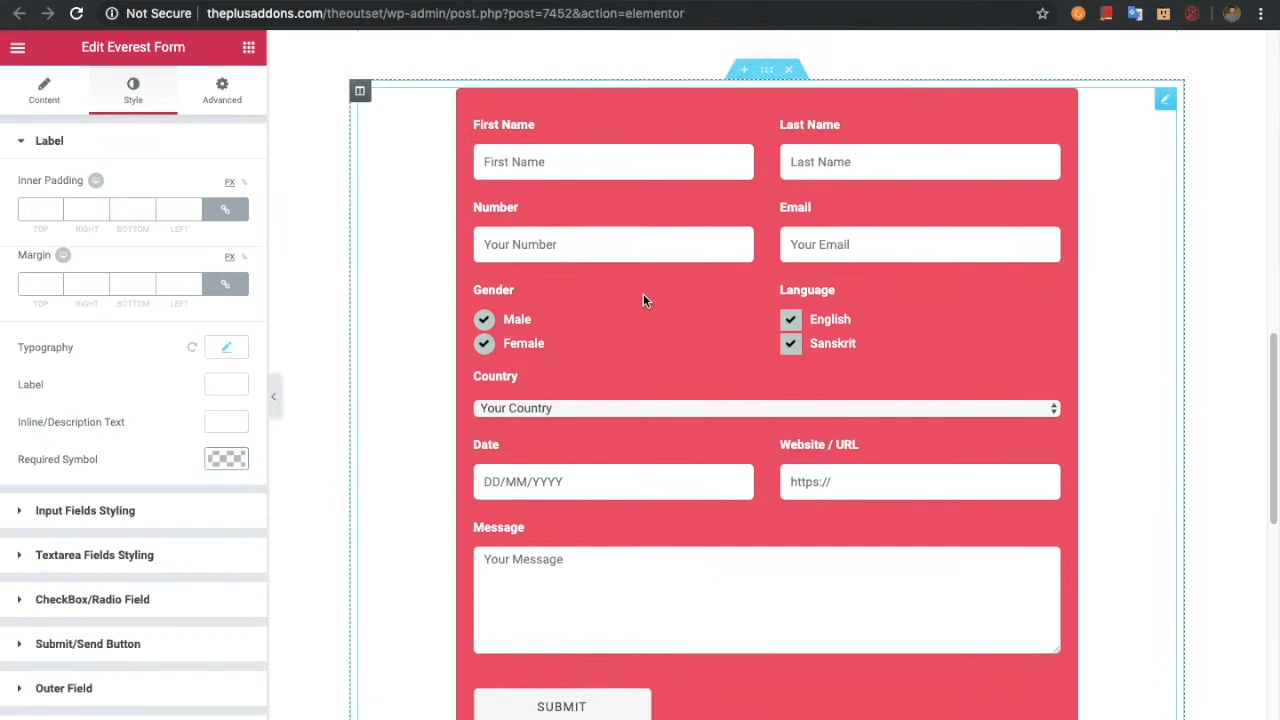 Not Secure | theplusaddons.com/theoutset/wp-admin/post.php?post=7452&action=elementor
Edit Everest Form
Content
Style
Advanced
Label
Inner Padding
PX %
TOP RIGHT BOTTOM LEFT
Margin
PX %
TOP RIGHT BOTTOM LEFT
Typography
Label
Inline/Description Text
Required Symbol
Input Fields Styling
Textarea Fields Styling
CheckBox/Radio Field
Submit/Send Button
Outer Field
First Name
Last Name
First Name
Last Name
Number
Email
Your Number
Your Email
Gender
Language
Male
English
Female
Sanskrit
Country
Your Country
Date
Website / URL
DD/MM/YYYY
https://
Message
Your Message
SUBMIT